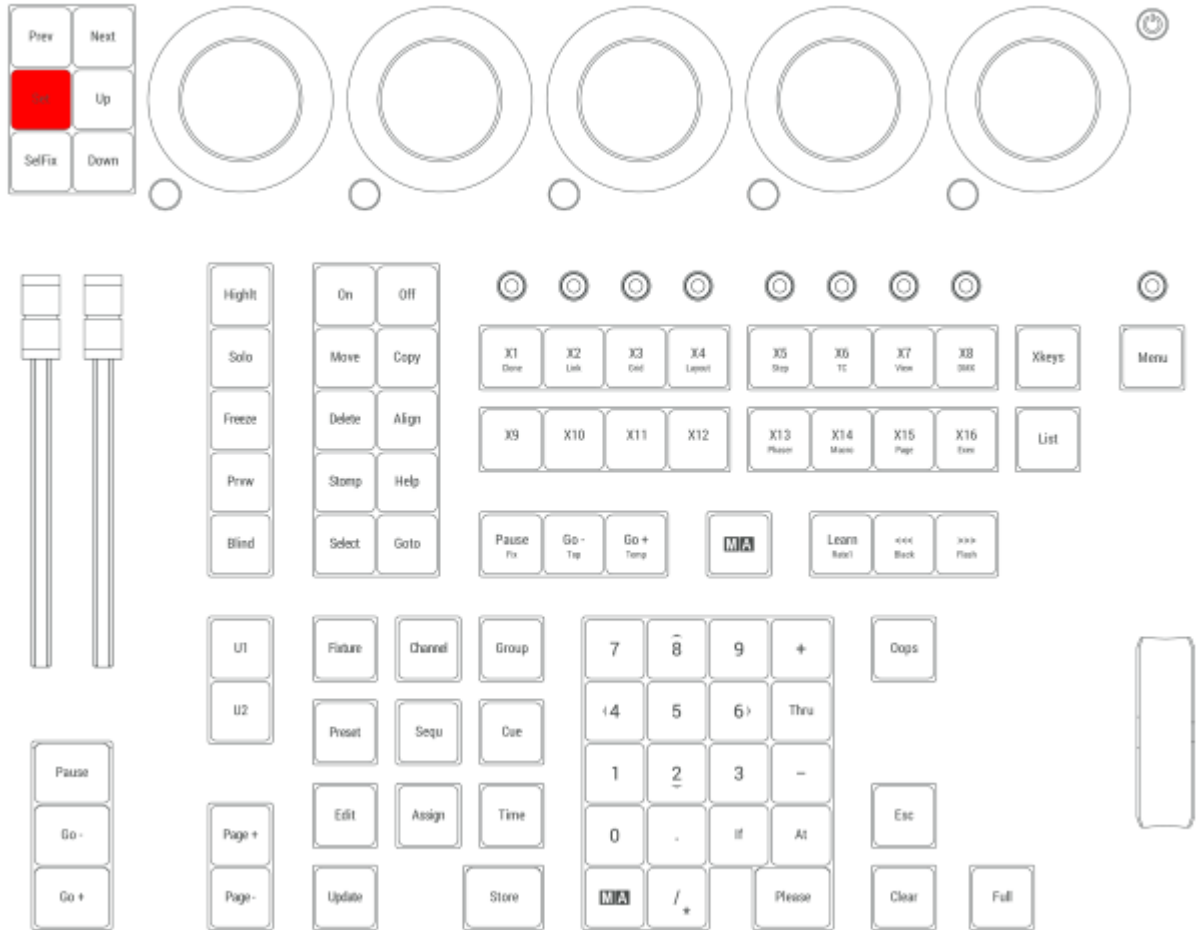 Prev Next
Up
SelFix Down
Highlt On Off
Solo Move Copy X1 X2 X3 X4 X5 X6 X7 X8 Xkeys Menu
Clone Link Grid Layout Step TC View DMX
Freeze Delete Align X9 X10 X11 X12 X13 X14 X15 X16 List
Phaser Macro Page Exec
Prvw Stomp Help
Blind Select Goto Pause Go - Go + MA Learn <<< >>>
Fix Top Temp Rate1 Black Flash
U1 Fixture Channel Group 7 8 9 + Oops
U2 Preset Sequ Cue 4 5 6 Thru
Pause 1 2 3 -
Go - Page + Edit Assign Time 0 . If At Esc
Go + Page - Update Store MA / * Please Clear Full